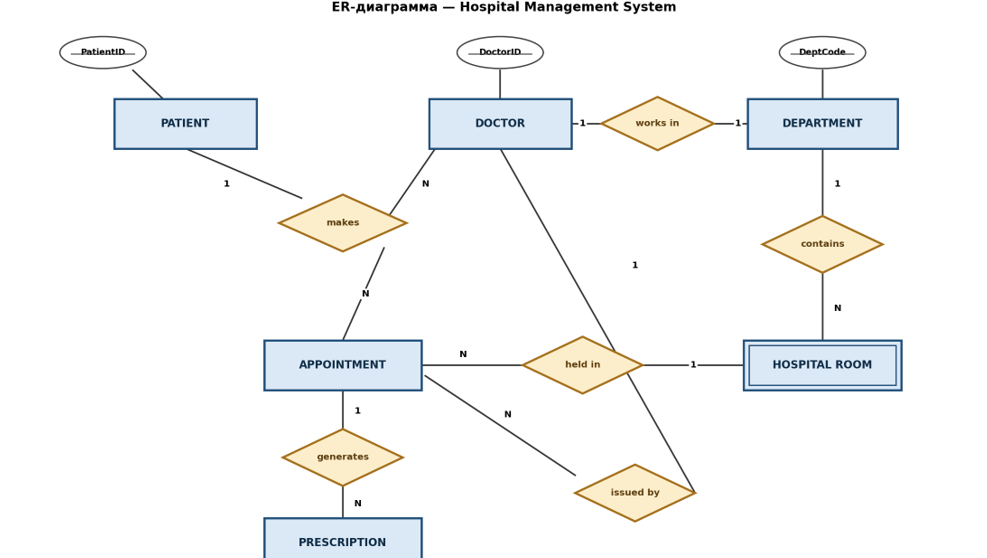 ER-диаграмма — Hospital Management System
PatientID
DoctorID
DeptCode
PATIENT
DOCTOR
1
works in
1
DEPARTMENT
1
N
1
makes
contains
1
N
N
APPOINTMENT
N
held in
1
HOSPITAL ROOM
1
N
generates
issued by
N
PRESCRIPTION